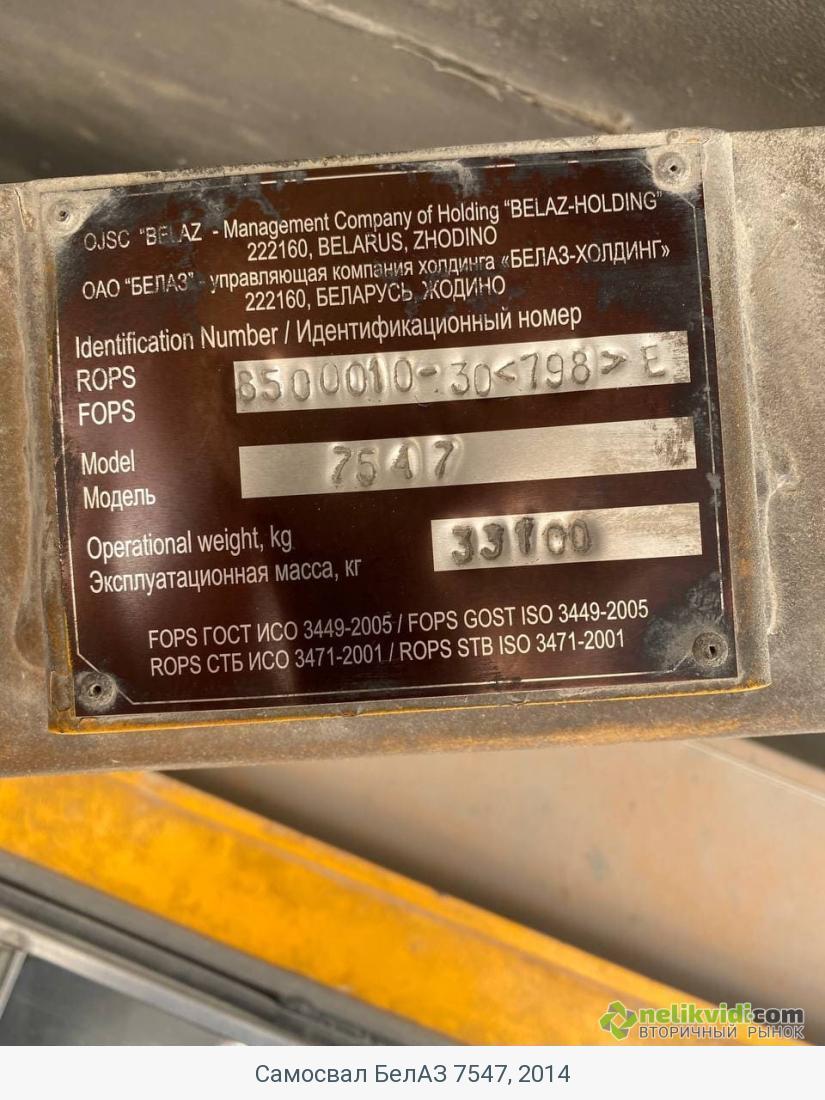 OJSC "BELAZ - Management Company of Holding "BELAZ-HOLDING"
222160, BELARUS, ZHODINO
ОАО "БЕЛАЗ" - управляющая компания холдинга «БЕЛАЗ-ХОЛДИНГ»
222160, БЕЛАРУСЬ, ЖОДИНО
Identification Number / Идентификационный номер
ROPS
FOPS
8500010-30<798>E
Model
Модель
7547
Operational weight, kg
Эксплуатационная масса, кг
33100
FOPS ГОСТ ИСО 3449-2005 / FOPS GOST ISO 3449-2005
ROPS СТБ ИСО 3471-2001 / ROPS STB ISO 3471-2001
nelikvidi.com
ВТОРИЧНЫЙ РЫНОК
Самосвал БелАЗ 7547, 2014